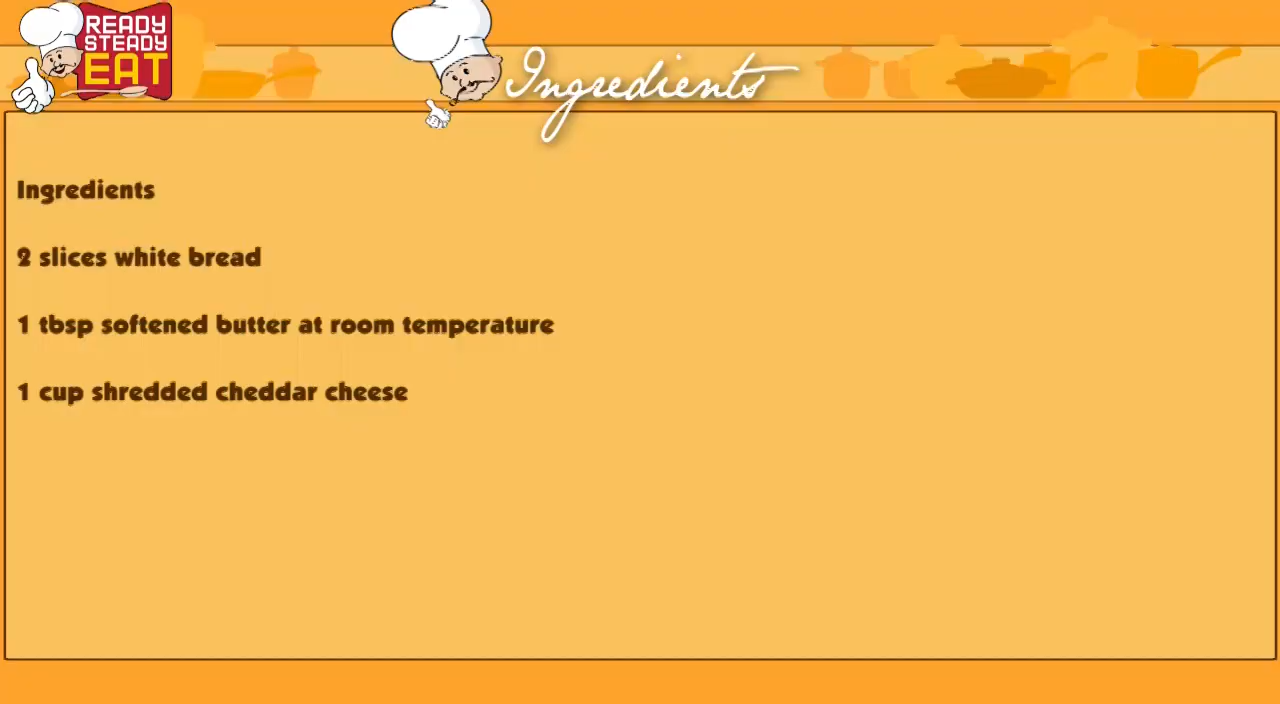 READY
STEADY
EAT
Ingredients
Ingredients
2 slices white bread
1 tbsp softened butter at room temperature
1 cup shredded cheddar cheese